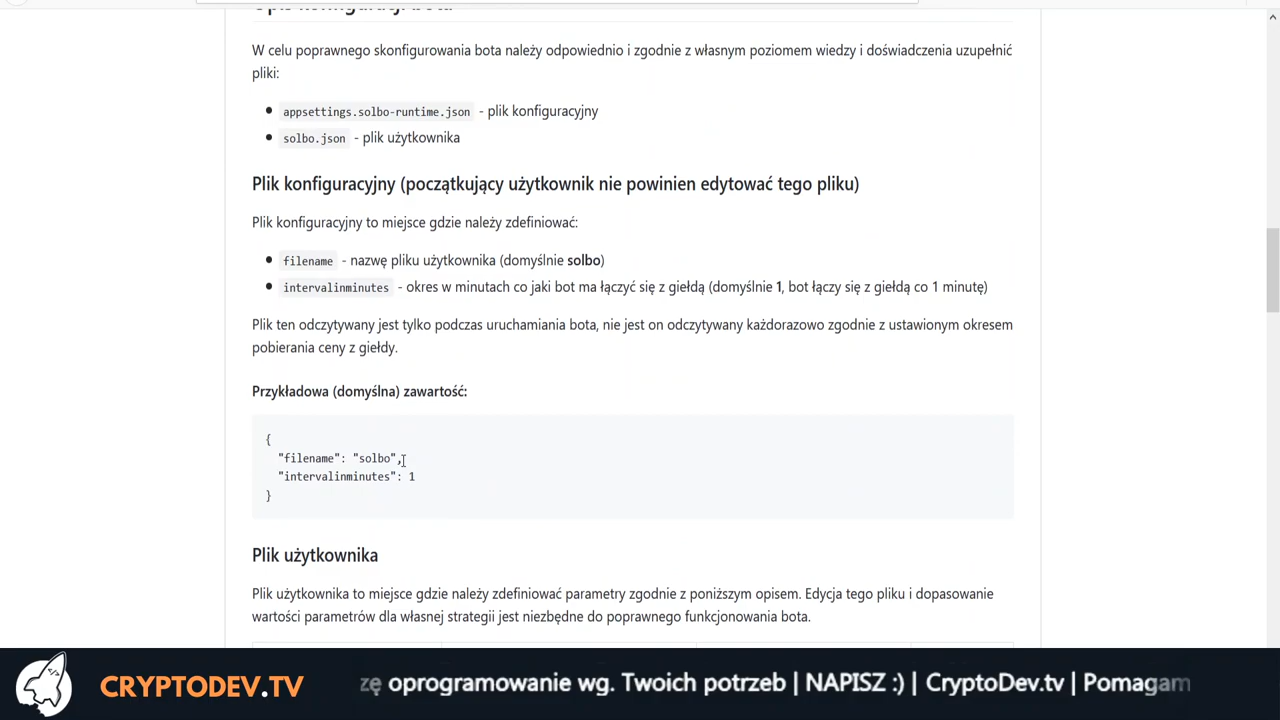 Opis konfiguracji bota
W celu poprawnego skonfigurowania bota należy odpowiednio i zgodnie z własnym poziomem wiedzy i doświadczenia uzupełnić
pliki:
appsettings.solbo-runtime.json - plik konfiguracyjny
solbo.json - plik użytkownika
Plik konfiguracyjny (początkujący użytkownik nie powinien edytować tego pliku)
Plik konfiguracyjny to miejsce gdzie należy zdefiniować:
filename - nazwę pliku użytkownika (domyślnie solbo)
intervalinminutes - okres w minutach co jaki bot ma łączyć się z giełdą (domyślnie 1, bot łączy się z giełdą co 1 minutę)
Plik ten odczytywany jest tylko podczas uruchamiania bota, nie jest on odczytywany każdorazowo zgodnie z ustawionym okresem
pobierania ceny z giełdy.
Przykładowa (domyślna) zawartość:
{
"filename": "solbo",
"intervalinminutes": 1
}
Plik użytkownika
Plik użytkownika to miejsce gdzie należy zdefiniować parametry zgodnie z poniższym opisem. Edycja tego pliku i dopasowanie
wartości parametrów dla własnej strategii jest niezbędne do poprawnego funkcjonowania bota.
CRYPTODEV.TV
zę oprogramowanie wg. Twoich potrzeb | NAPISZ :) | CryptoDev.tv | Pomagam